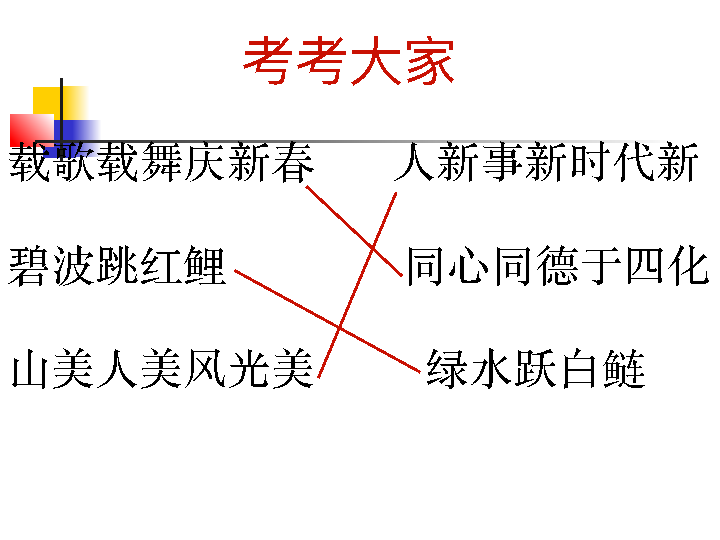 考考大家
载歌载舞庆新春 人新事新时代新
碧波跳红鲤 同心同德于四化
山美人美风光美 绿水跃白鲢